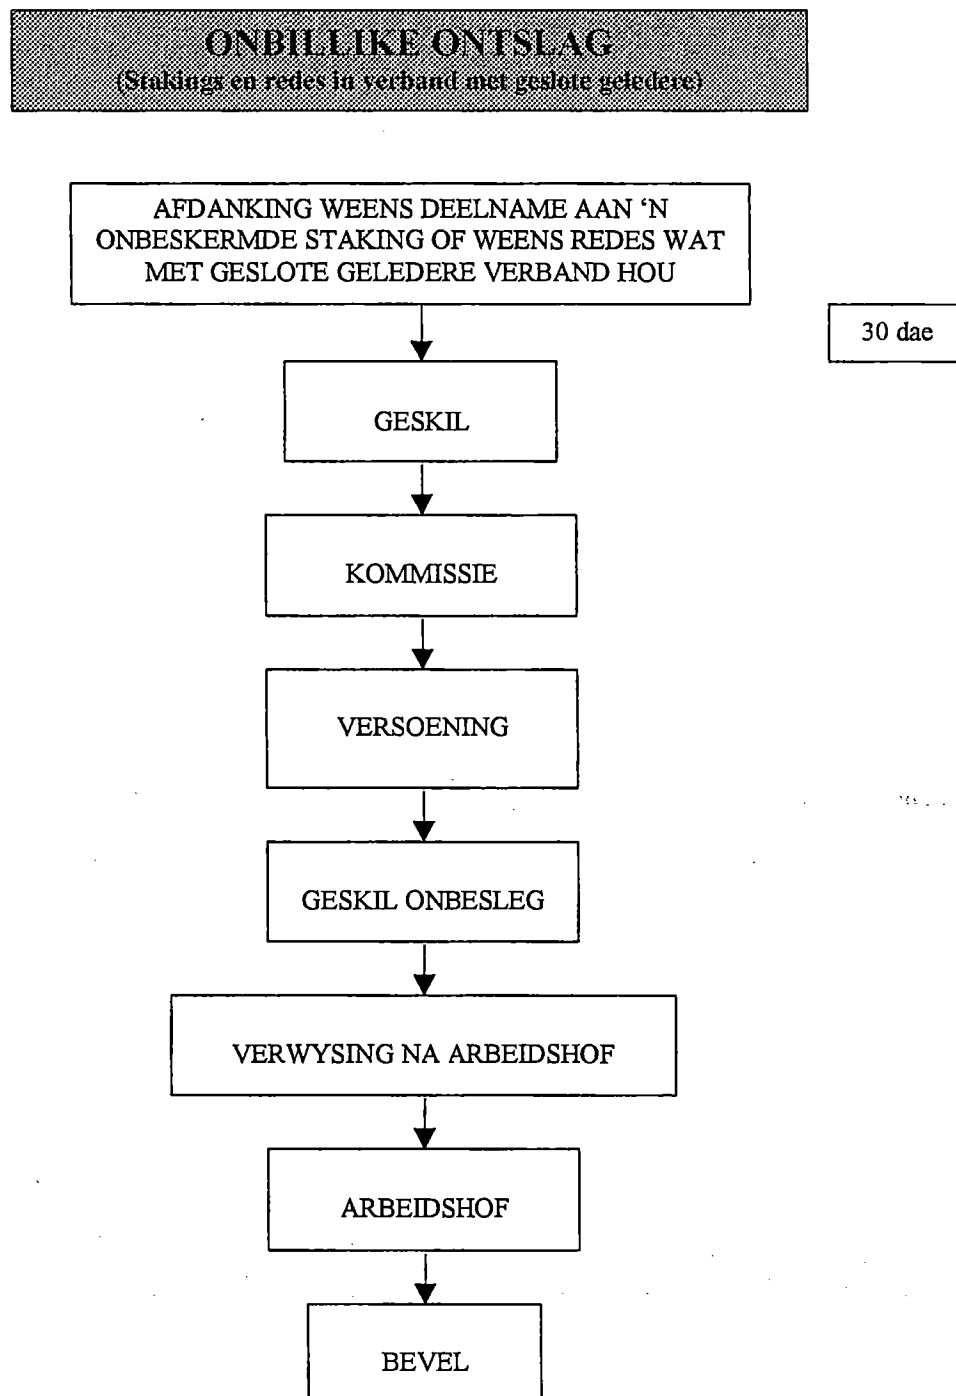 ONBILLIKE ONTSLAG
(Stakings en redes in verband met geslote geledere)
AFDANKING WEENS DEELNAME AAN ‘N
ONBESKERMDE STAKING OF WEENS REDES WAT
MET GESLOTE GELEDERE VERBAND HOU
30 dae
GESKIL
KOMMISSIE
VERSOENING
GESKIL ONBESLEG
VERWYSING NA ARBEIDSHOF
ARBEIDSHOF
BEVEL